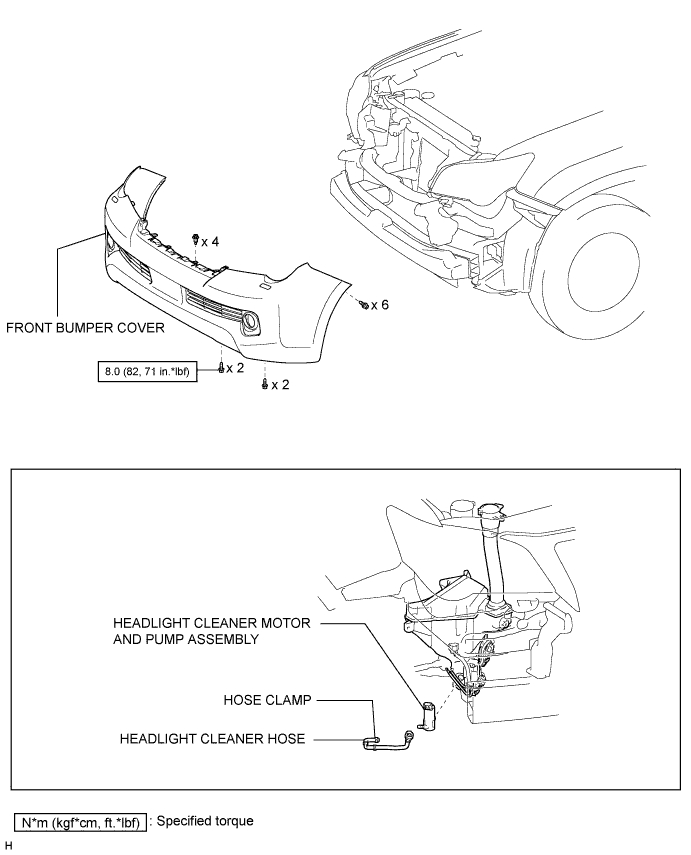 x 4
x 6
FRONT BUMPER COVER
8.0 (82, 71 in.*lbf)
x 2
x 2
HEADLIGHT CLEANER MOTOR
AND PUMP ASSEMBLY
HOSE CLAMP
HEADLIGHT CLEANER HOSE
N*m (kgf*cm, ft.*lbf) : Specified torque
H